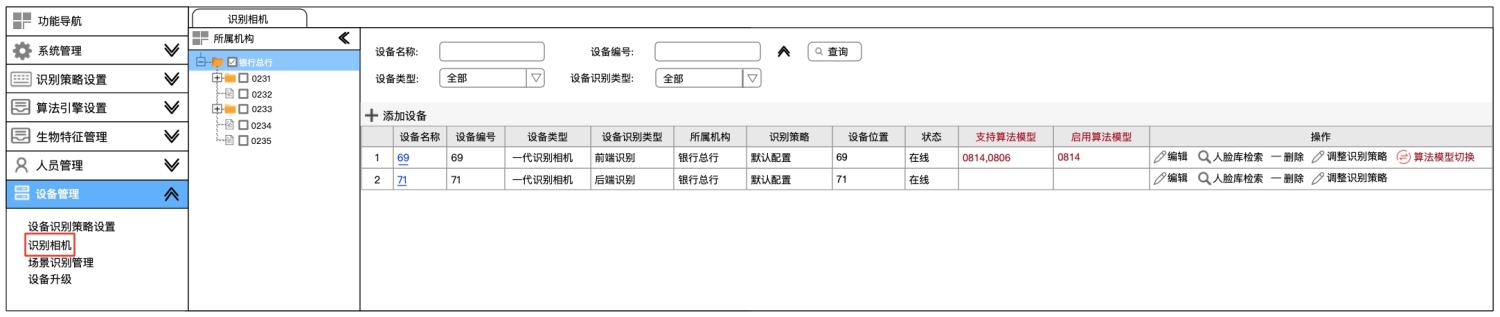 功能导航
系统管理
识别策略设置
算法引擎设置
生物特征管理
人员管理
设备管理
设备识别策略设置
识别相机
场景识别管理
设备升级
识别相机
所属机构
银行总行
0231
0232
0233
0234
0235
设备名称: 设备编号: 查询
设备类型: 全部 设备识别类型: 全部
添加设备
设备名称 设备编号 设备类型 设备识别类型 所属机构 识别策略 设备位置 状态 支持算法模型 启用算法模型 操作
1 69 69 一代识别相机 前端识别 银行总行 默认配置 69 在线 0814,0806 0814 编辑 人脸库检索 删除 调整识别策略 算法模型切换
2 71 71 一代识别相机 后端识别 银行总行 默认配置 71 在线 编辑 人脸库检索 删除 调整识别策略